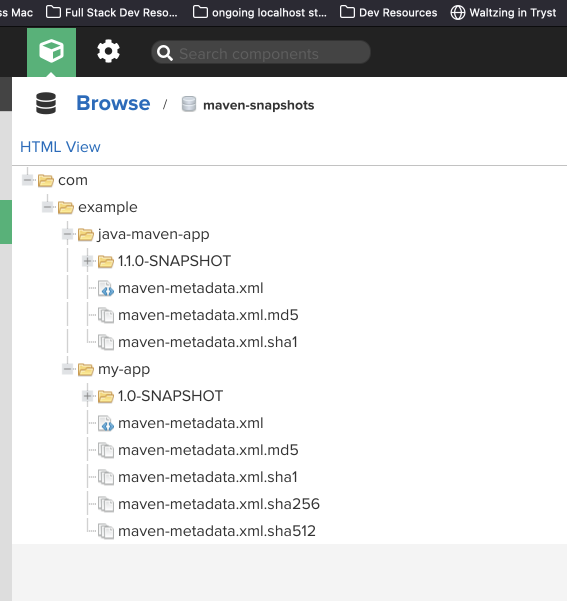 ss Mac Full Stack Dev Reso... ongoing localhost st... Dev Resources Waltzing in Tryst
Search components
Browse / maven-snapshots
HTML View
com
example
java-maven-app
1.1.0-SNAPSHOT
maven-metadata.xml
maven-metadata.xml.md5
maven-metadata.xml.sha1
my-app
1.0-SNAPSHOT
maven-metadata.xml
maven-metadata.xml.md5
maven-metadata.xml.sha1
maven-metadata.xml.sha256
maven-metadata.xml.sha512